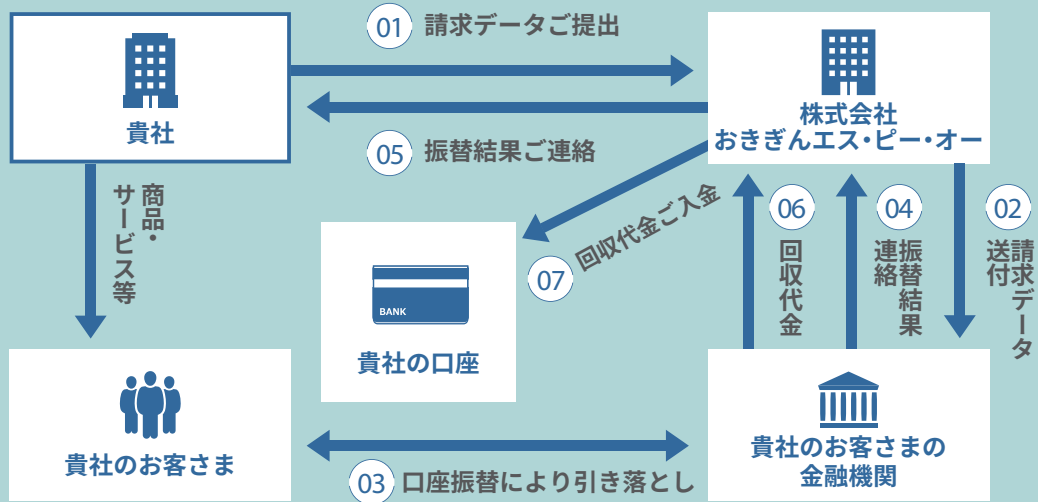 01 請求データご提出
貴社
株式会社
おきぎんエス・ピー・オー
05 振替結果ご連絡
商品・
サービス等
07 回収代金ご入金
06
回収代金
04
振替結果
連絡
02
請求データ
送付
BANK
貴社の口座
貴社のお客さま
貴社のお客さまの
金融機関
03 口座振替により引き落とし